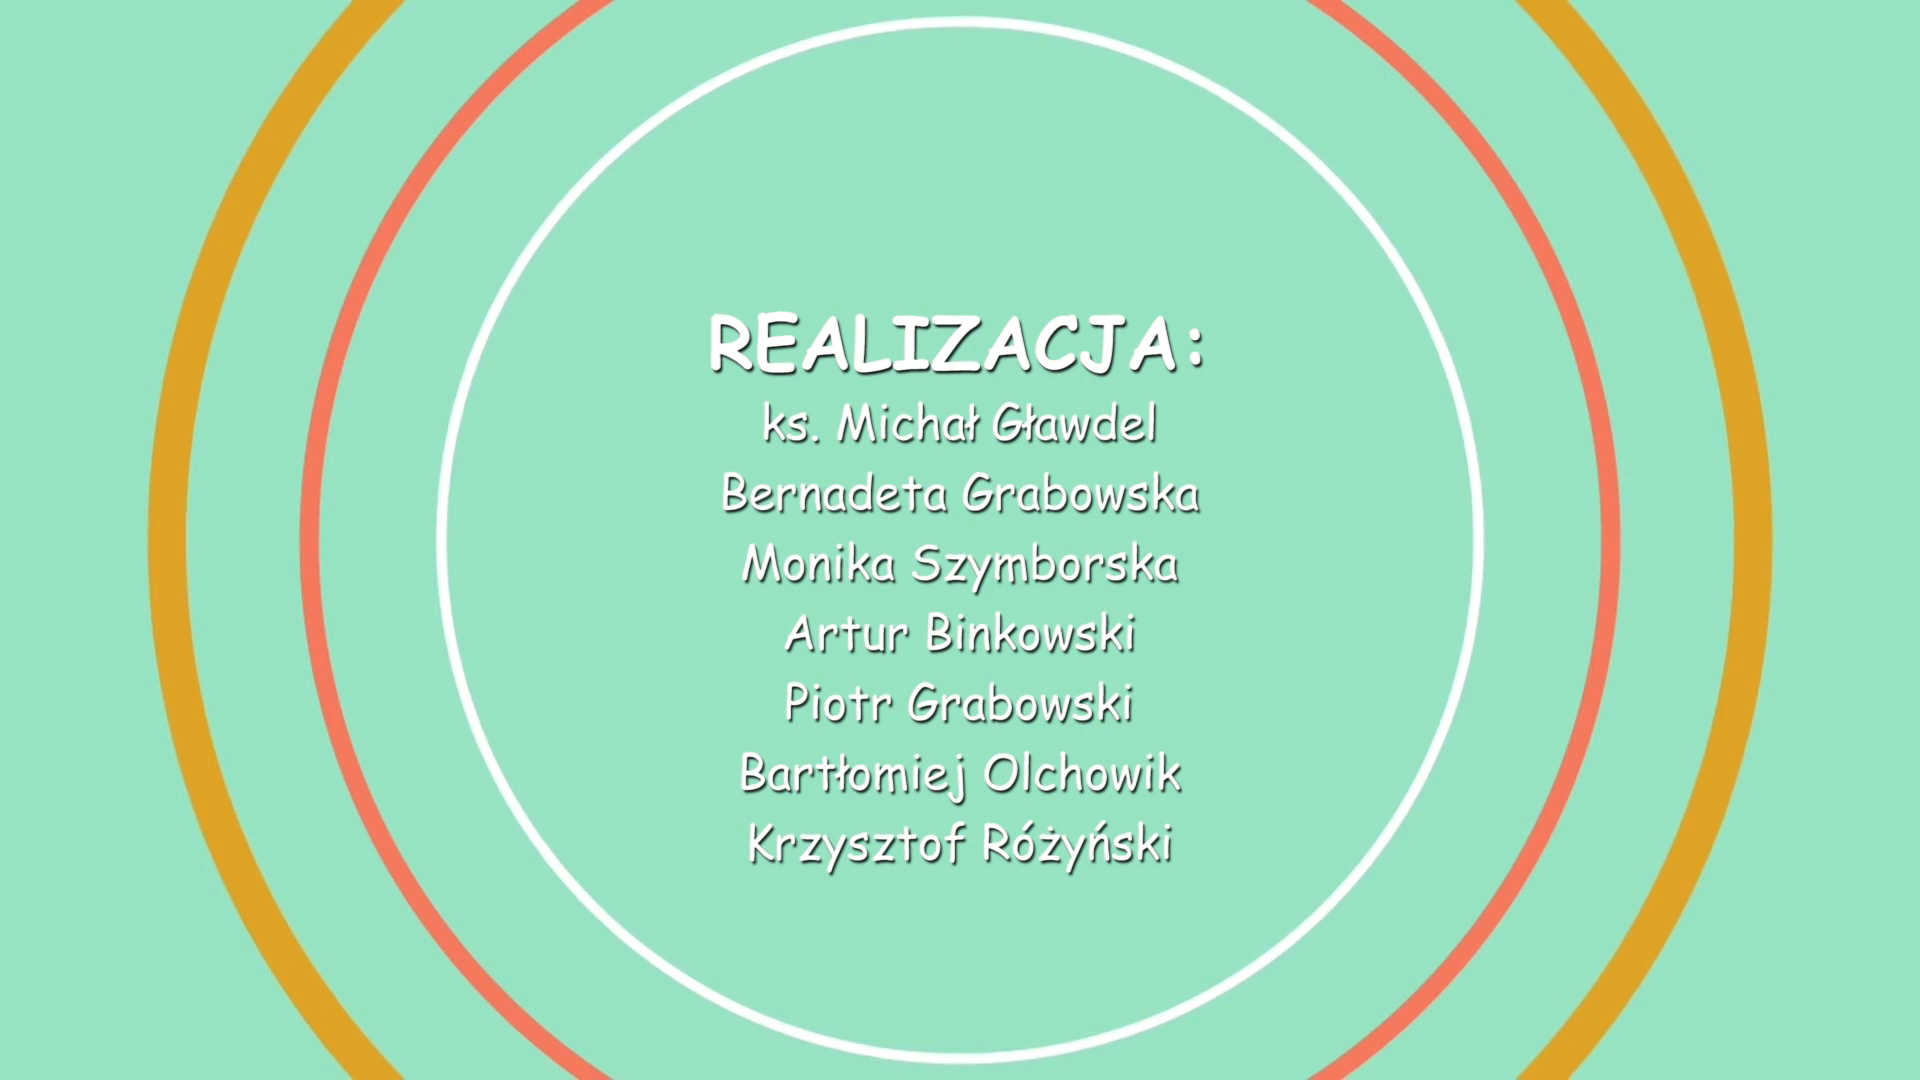 REALIZACJA:
ks. Michał Gławdel
Bernadeta Grabowska
Monika Szymborska
Artur Binkowski
Piotr Grabowski
Bartłomiej Olchowik
Krzysztof Różyński